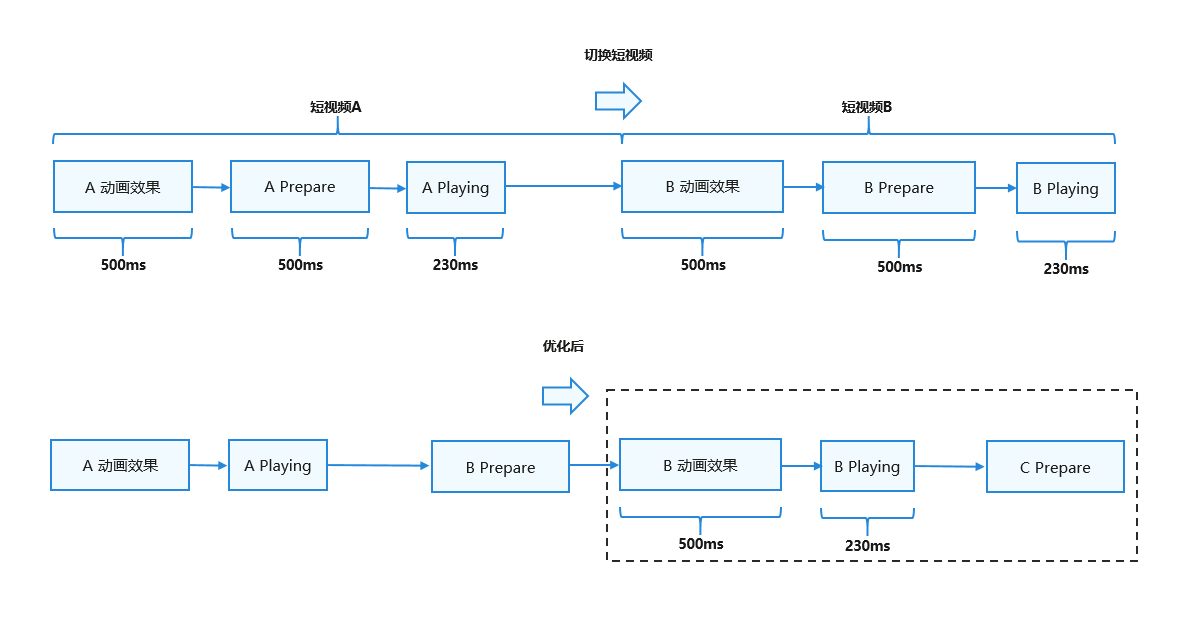 切换短视频
短视频A
短视频B
A 动画效果
A Prepare
A Playing
B 动画效果
B Prepare
B Playing
500ms
500ms
230ms
500ms
500ms
230ms
优化后
A 动画效果
A Playing
B Prepare
B 动画效果
B Playing
C Prepare
500ms
230ms